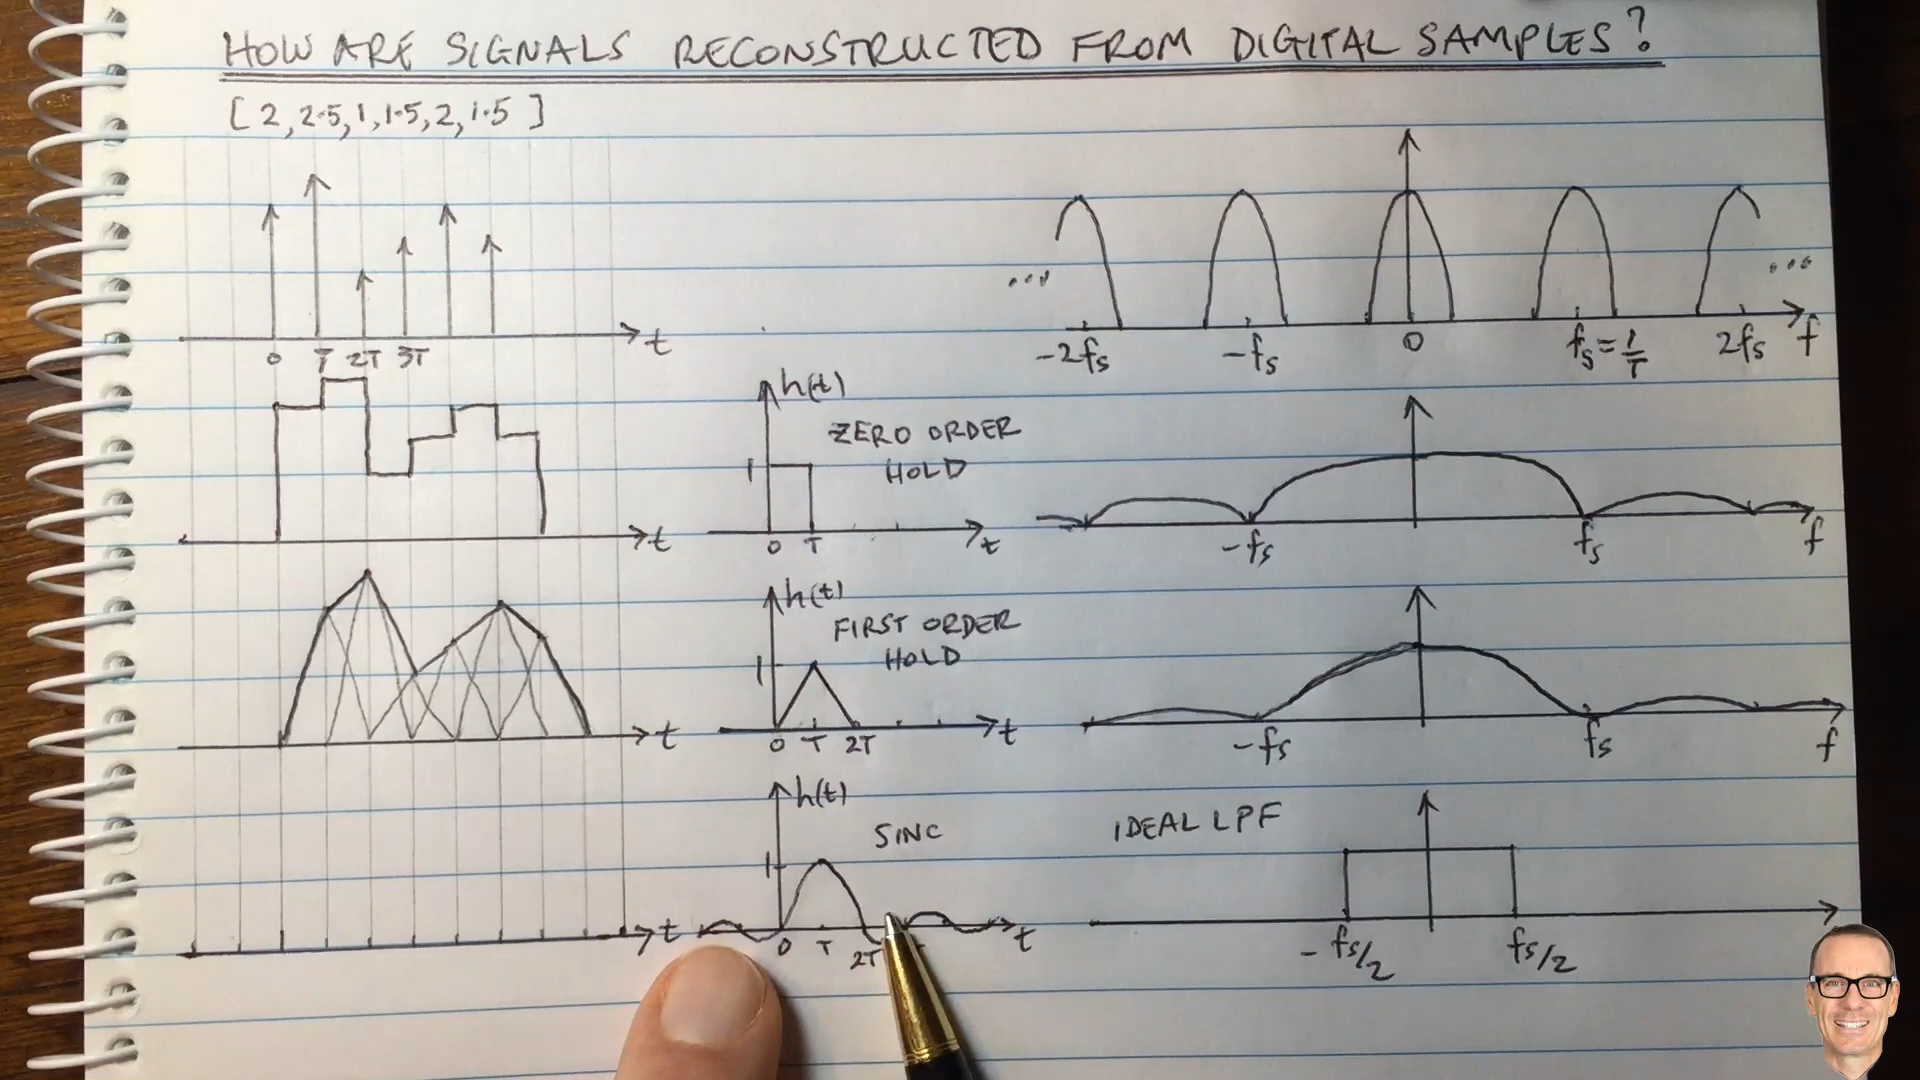 HOW ARE SIGNALS RECONSTRUCTED FROM DIGITAL SAMPLES?
[ 2, 2.5, 1, 1.5, 2, 1.5 ]
0 T 2T 3T t
-2fs -fs 0 fs = 1/T 2fs f
h(t)
ZERO ORDER
HOLD
1
0 T t
t
-fs fs f
h(t)
FIRST ORDER
HOLD
1
0 T 2T t
t
-fs fs f
h(t)
SINC
1
0 T 2T t
t
IDEAL LPF
-fs/2 fs/2